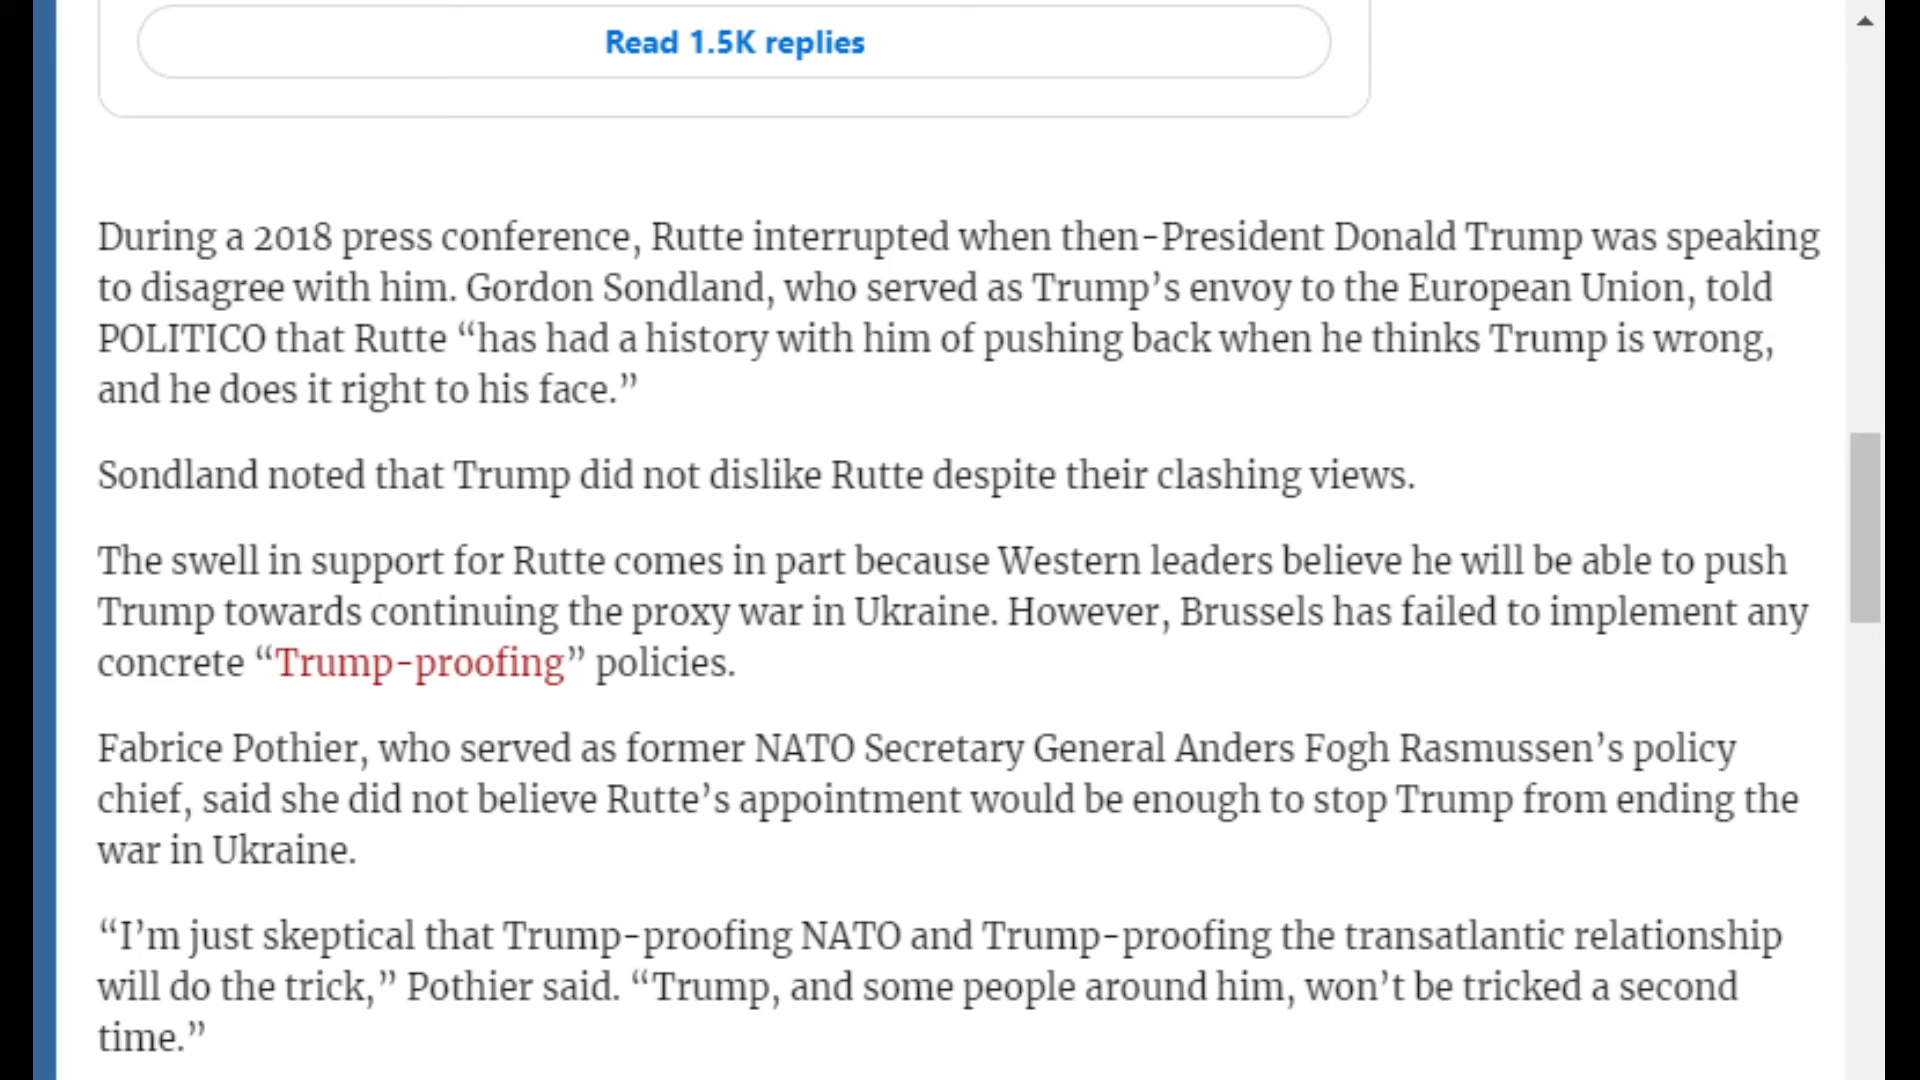 Read 1.5K replies
During a 2018 press conference, Rutte interrupted when then-President Donald Trump was speaking
to disagree with him. Gordon Sondland, who served as Trump’s envoy to the European Union, told
POLITICO that Rutte “has had a history with him of pushing back when he thinks Trump is wrong,
and he does it right to his face.”
Sondland noted that Trump did not dislike Rutte despite their clashing views.
The swell in support for Rutte comes in part because Western leaders believe he will be able to push
Trump towards continuing the proxy war in Ukraine. However, Brussels has failed to implement any
concrete “Trump-proofing” policies.
Fabrice Pothier, who served as former NATO Secretary General Anders Fogh Rasmussen’s policy
chief, said she did not believe Rutte’s appointment would be enough to stop Trump from ending the
war in Ukraine.
“I’m just skeptical that Trump-proofing NATO and Trump-proofing the transatlantic relationship
will do the trick,” Pothier said. “Trump, and some people around him, won’t be tricked a second
time.”